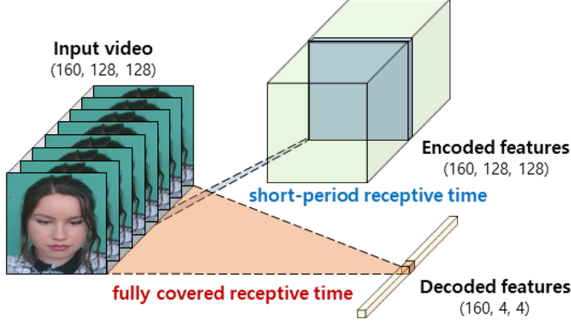 Input video
(160, 128, 128)
Encoded features
(160, 128, 128)
short-period receptive time
fully covered receptive time
Decoded features
(160, 4, 4)